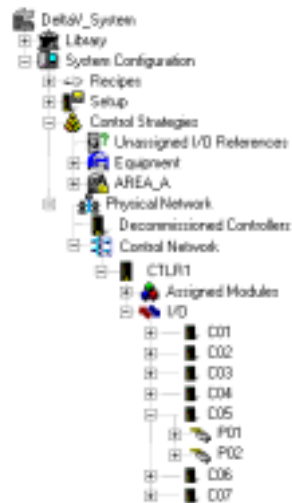 DeltaV_System
Library
System Configuration
Recipes
Setup
Control Strategies
Unassigned I/O References
Equipment
AREA_A
Physical Network
Decommissioned Controllers
Control Network
CTLR1
Assigned Modules
I/O
C01
C02
C03
C04
C05
P01
P02
C06
C07